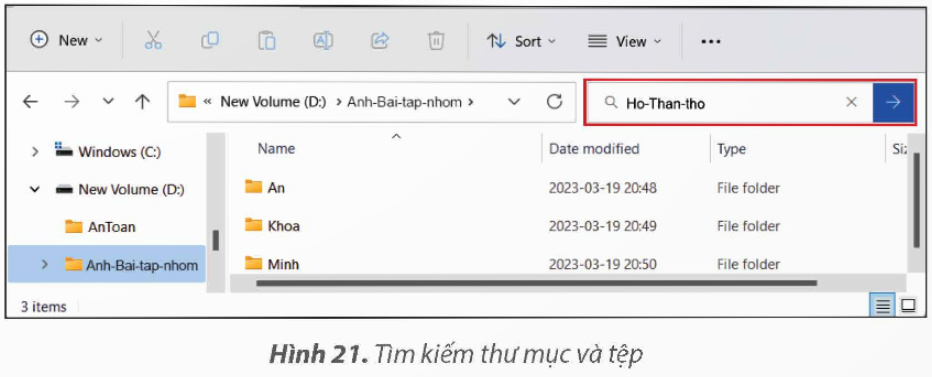 New Sort View •••
« New Volume (D:) › Anh-Bai-tap-nhom › Ho-Than-tho
Windows (C:) Name Date modified Type
New Volume (D:) An 2023-03-19 20:48 File folder
AnToan Khoa 2023-03-19 20:49 File folder
Anh-Bai-tap-nhom Minh 2023-03-19 20:50 File folder
3 items
Hình 21. Tìm kiếm thư mục và tệp